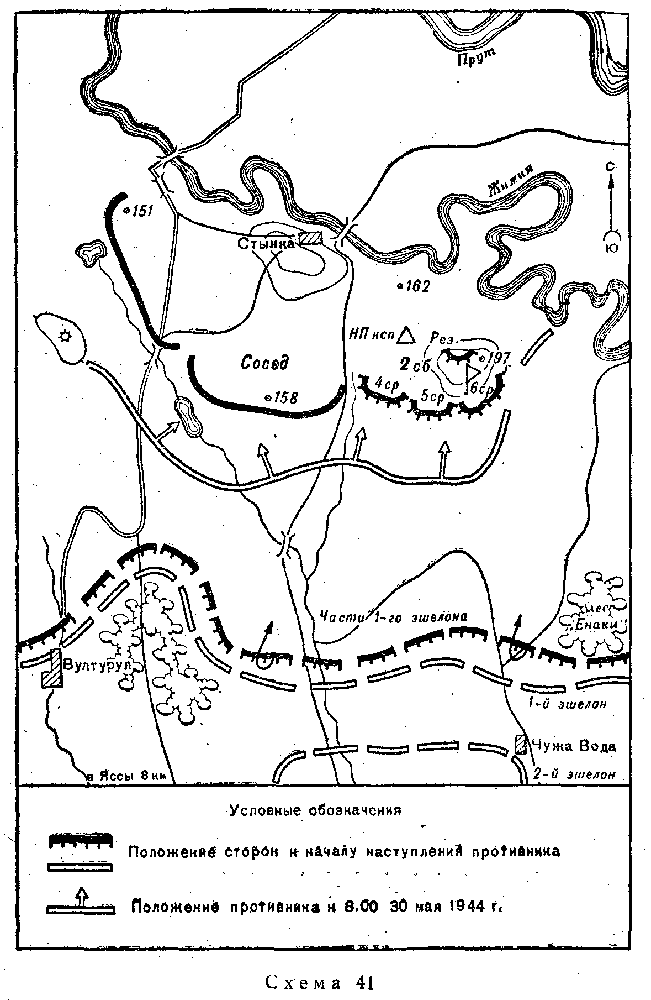 Прут
Жижия
С
Ю
151
Стынка
162
НП ксп
Рез.
197
2 сб
Сосед
4 ср
5 ср
6 ср
158
Части 1-го эшелона
Лес
"Енаки"
Вултурул
1-й эшелон
Чужа Вода
2-й эшелон
в Яссы 8 км
Условные обозначения
Положение сторон к началу наступлений противника
Положение противника к 8.00 30 мая 1944 г.
Схема 41